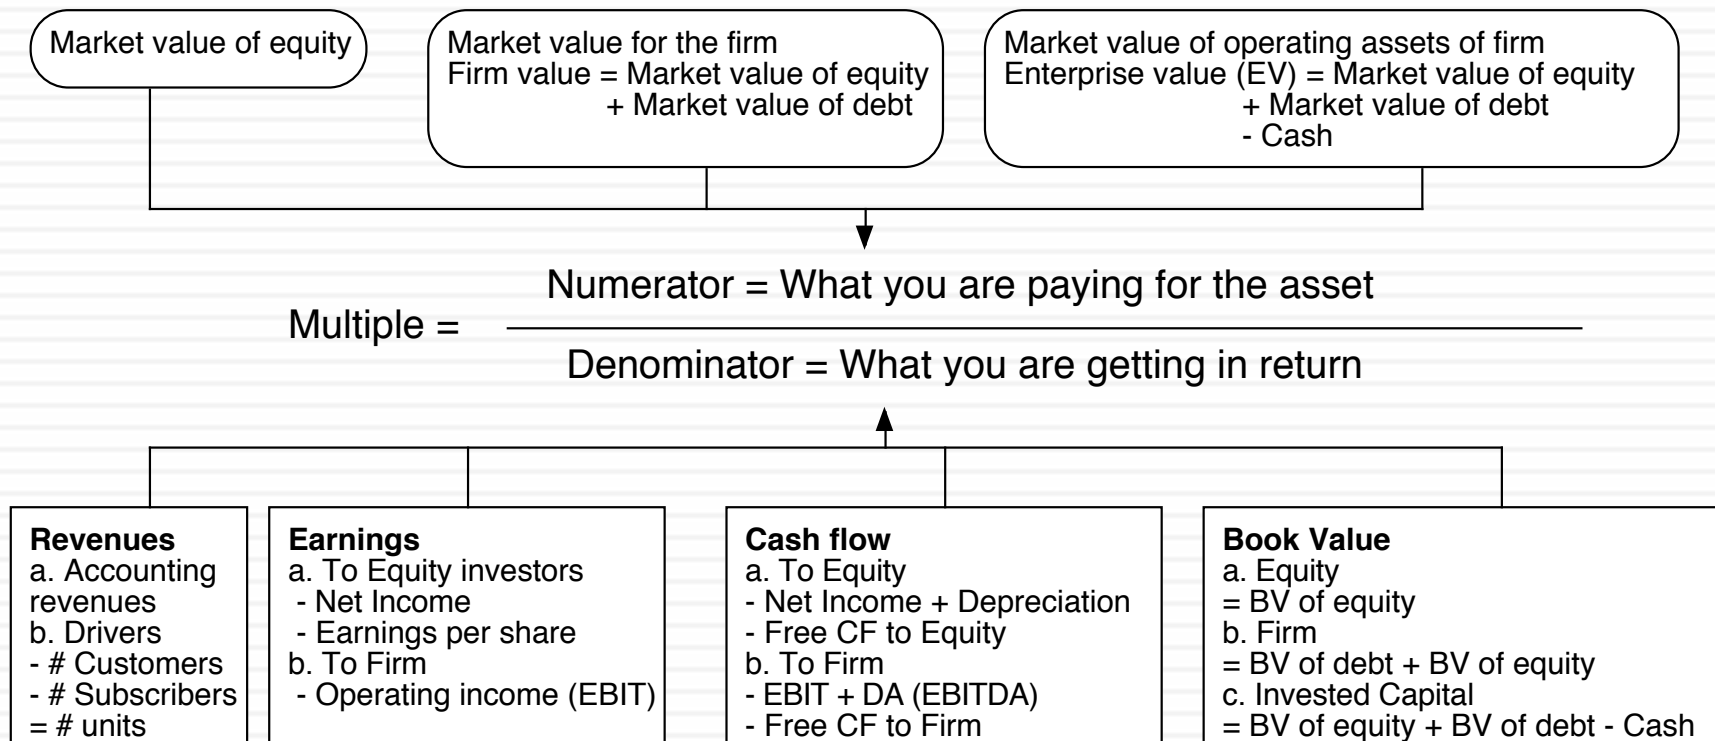 Market value of equity
Market value for the firm
Firm value = Market value of equity
+ Market value of debt
Market value of operating assets of firm
Enterprise value (EV) = Market value of equity
+ Market value of debt
- Cash
Numerator = What you are paying for the asset
Multiple =
Denominator = What you are getting in return
Revenues
a. Accounting
revenues
b. Drivers
- # Customers
- # Subscribers
= # units
Earnings
a. To Equity investors
- Net Income
- Earnings per share
b. To Firm
- Operating income (EBIT)
Cash flow
a. To Equity
- Net Income + Depreciation
- Free CF to Equity
b. To Firm
- EBIT + DA (EBITDA)
- Free CF to Firm
Book Value
a. Equity
= BV of equity
b. Firm
= BV of debt + BV of equity
c. Invested Capital
= BV of equity + BV of debt - Cash